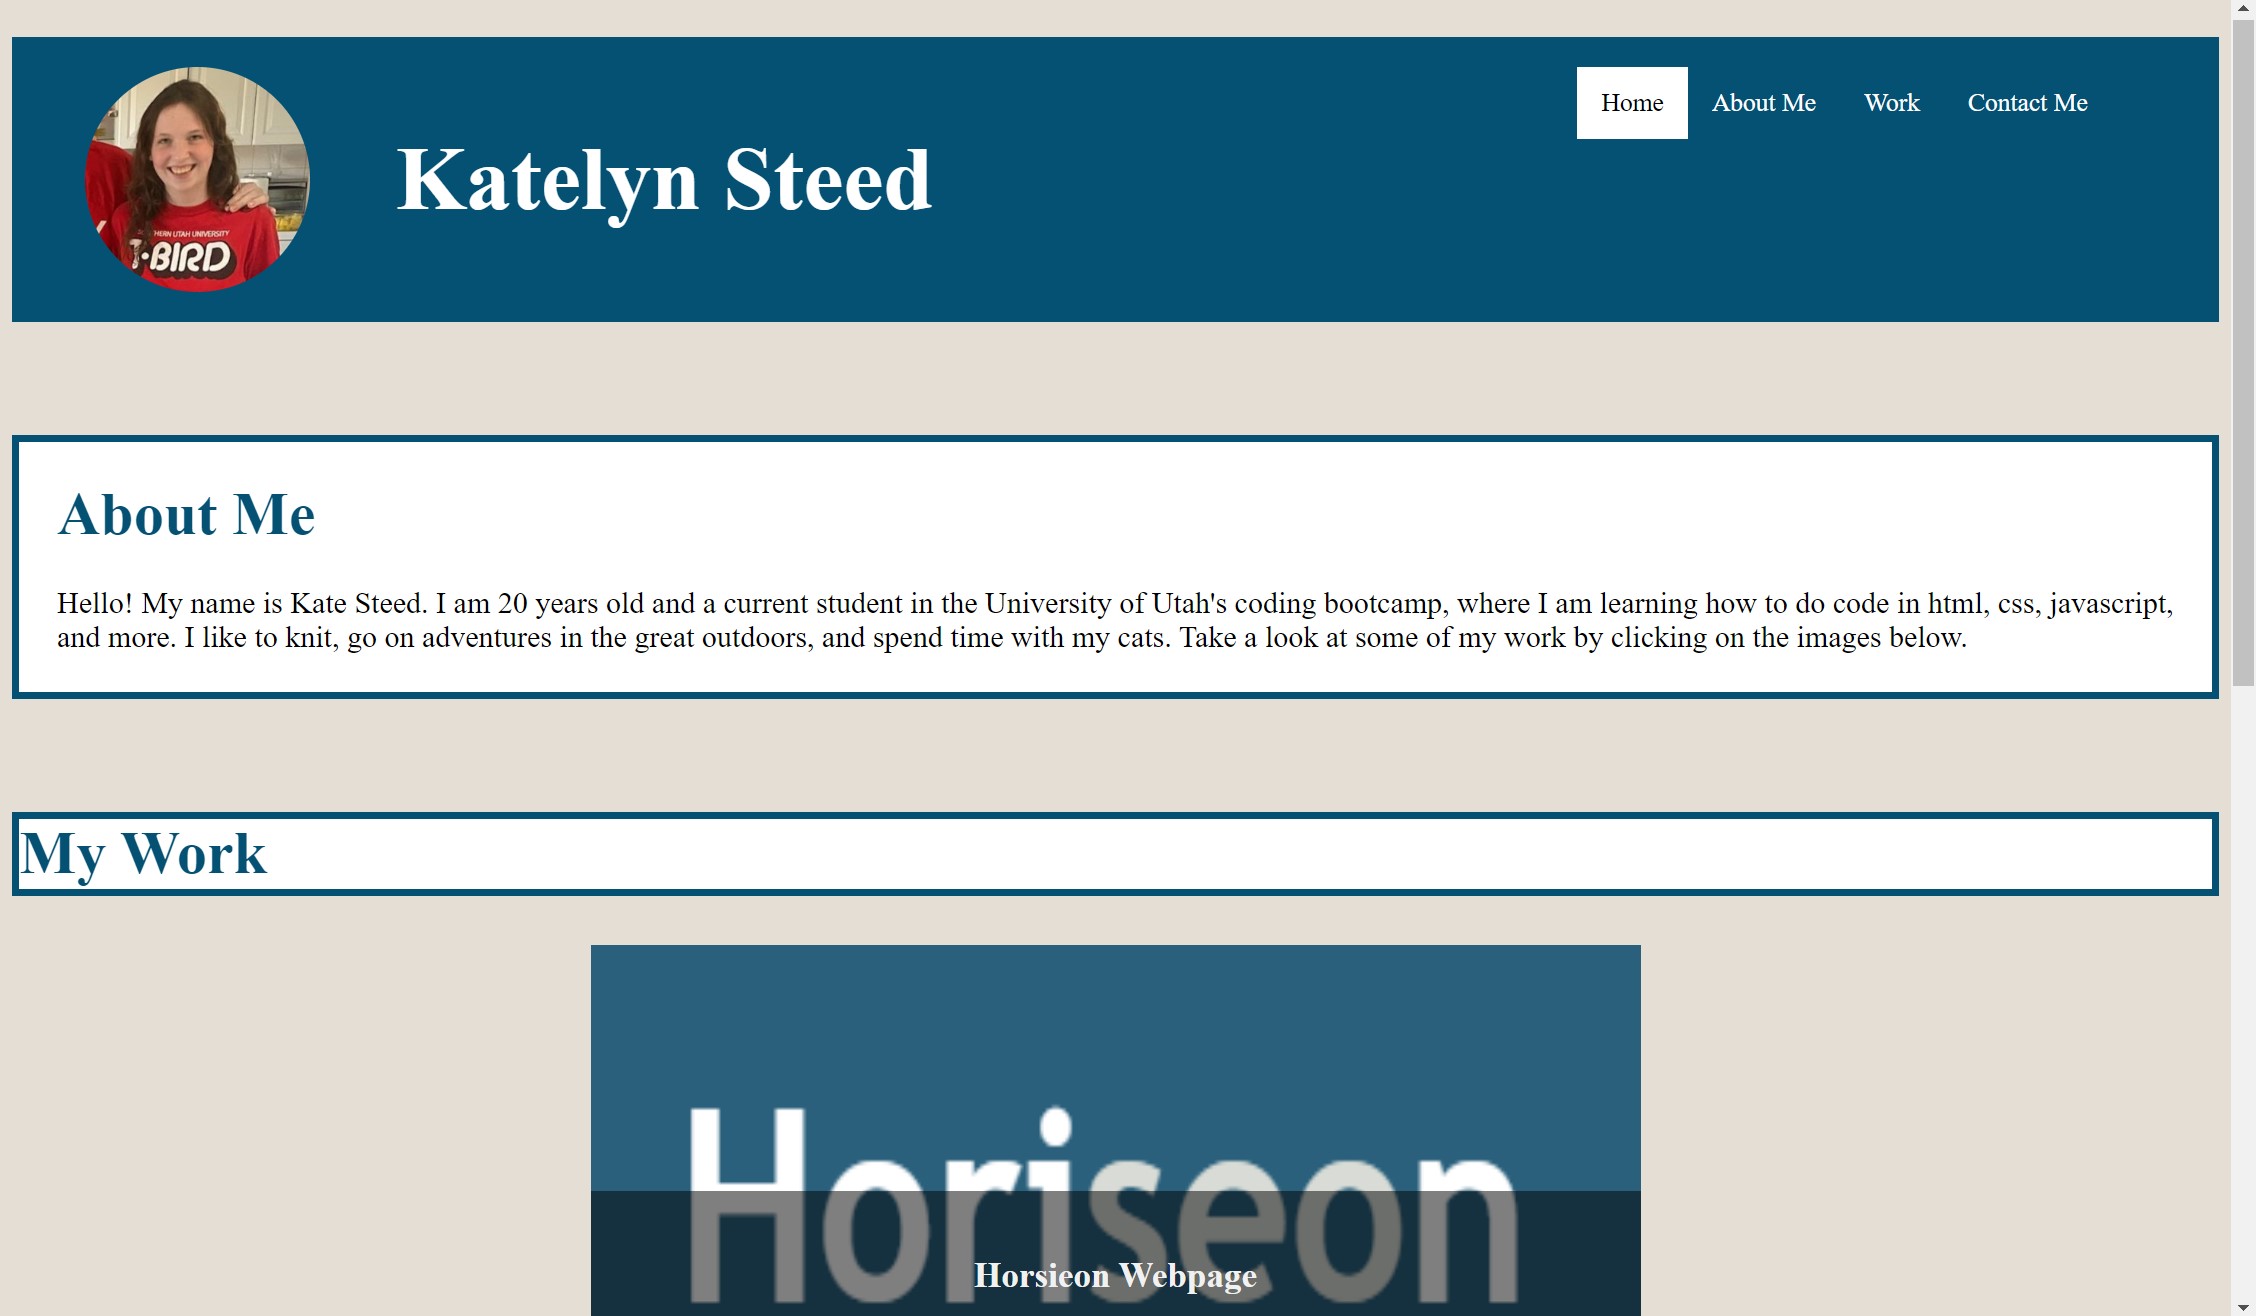 HERN UTAH UNIVERSITY
T-BIRD
Katelyn Steed
Home About Me Work Contact Me
About Me
Hello! My name is Kate Steed. I am 20 years old and a current student in the University of Utah's coding bootcamp, where I am learning how to do code in html, css, javascript,
and more. I like to knit, go on adventures in the great outdoors, and spend time with my cats. Take a look at some of my work by clicking on the images below.
My Work
Horiseon
Horsieon Webpage